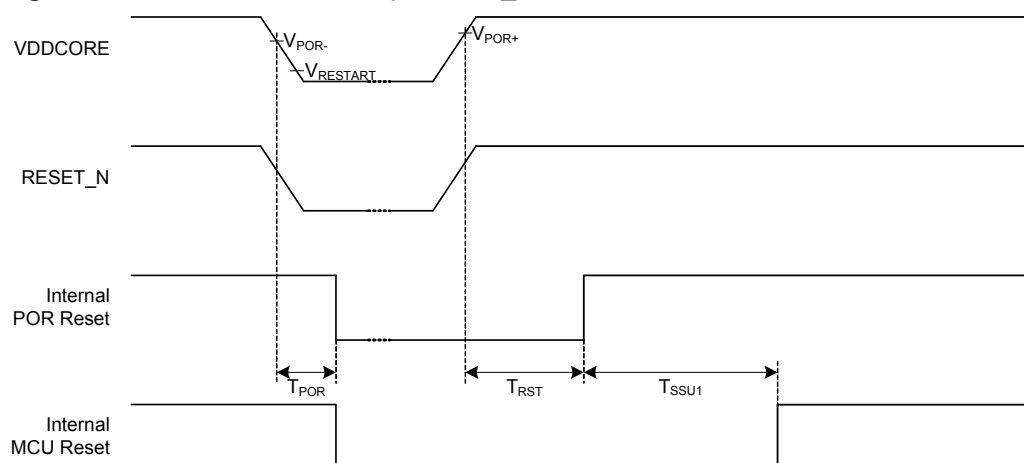 VDDCORE
VPOR-
VRESTART
VPOR+
RESET_N
Internal
POR Reset
TPOR
TRST
TSSU1
Internal
MCU Reset